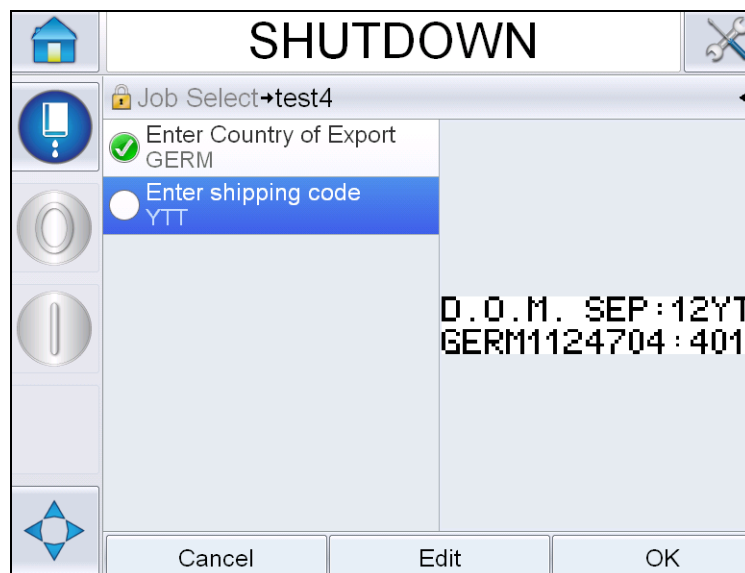 SHUTDOWN
Job Select→test4
Enter Country of Export
GERM
Enter shipping code
YTT
D.O.M. SEP:12YT
GERM1124704:401
Cancel
Edit
OK